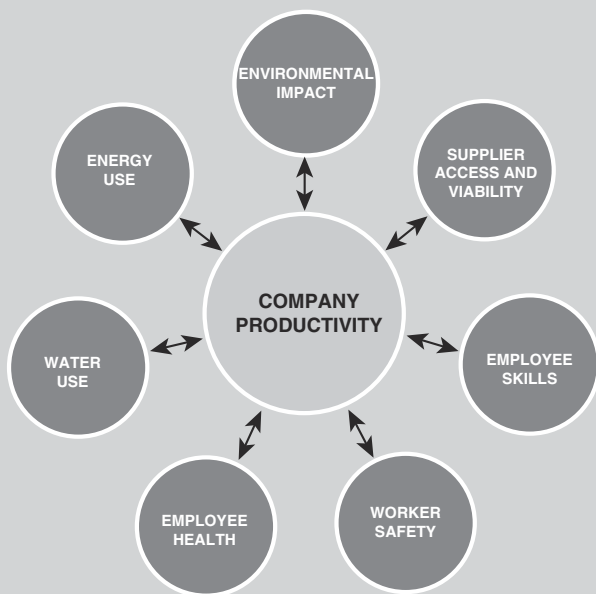 ENVIRONMENTAL
IMPACT
SUPPLIER
ACCESS AND
VIABILITY
EMPLOYEE
SKILLS
WORKER
SAFETY
EMPLOYEE
HEALTH
WATER
USE
ENERGY
USE
COMPANY
PRODUCTIVITY